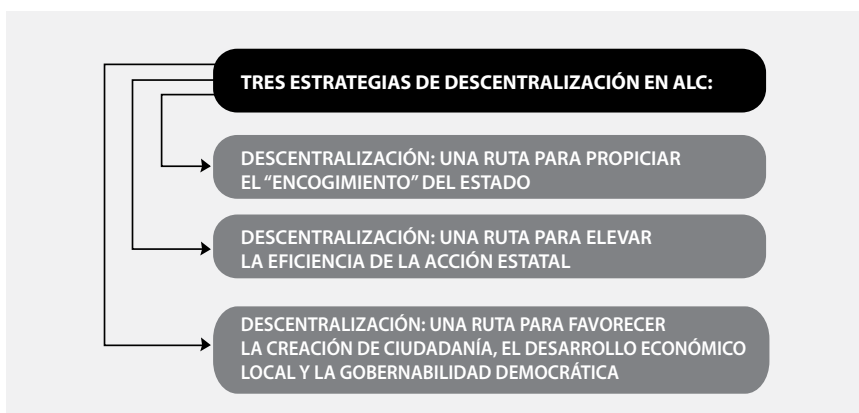 TRES ESTRATEGIAS DE DESCENTRALIZACIÓN EN ALC:
DESCENTRALIZACIÓN: UNA RUTA PARA PROPICIAR
EL “ENCOGIMIENTO” DEL ESTADO
DESCENTRALIZACIÓN: UNA RUTA PARA ELEVAR
LA EFICIENCIA DE LA ACCIÓN ESTATAL
DESCENTRALIZACIÓN: UNA RUTA PARA FAVORECER
LA CREACIÓN DE CIUDADANÍA, EL DESARROLLO ECONÓMICO
LOCAL Y LA GOBERNABILIDAD DEMOCRÁTICA